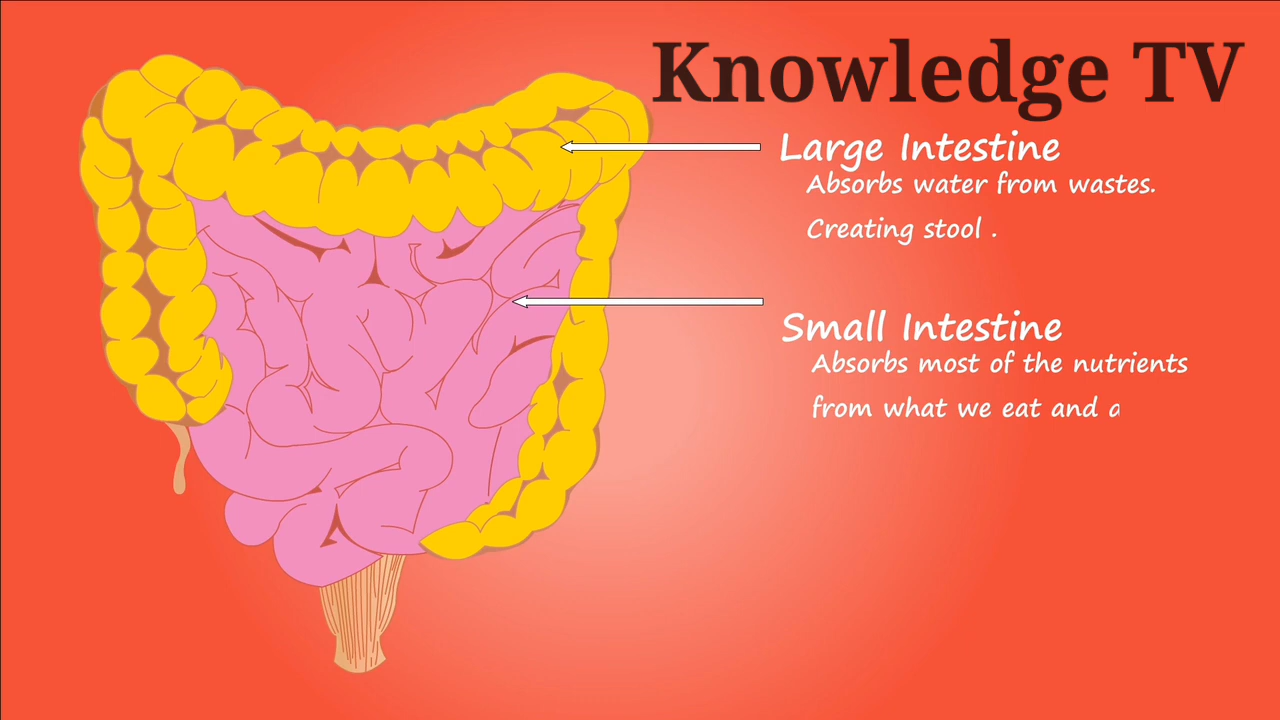 Knowledge TV
Large Intestine
Absorbs water from wastes.
Creating stool .
Small Intestine
Absorbs most of the nutrients
from what we eat and a